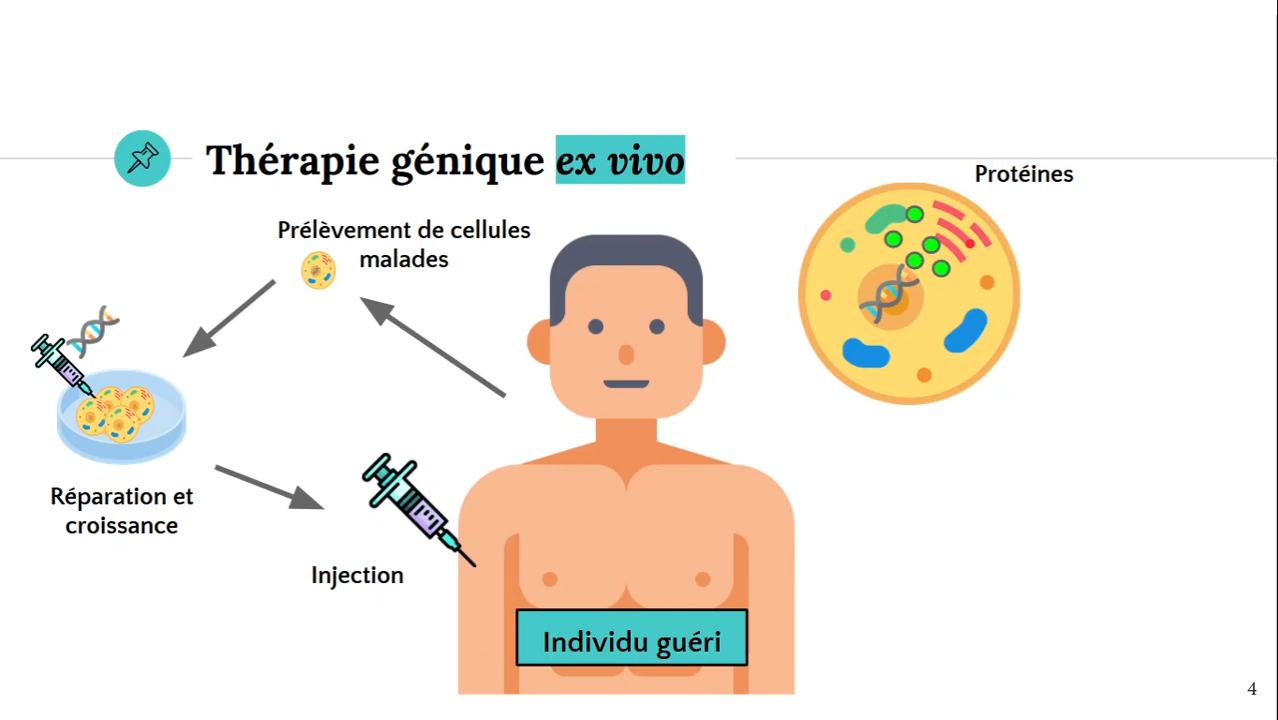 Thérapie génique ex vivo
Protéines
Prélèvement de cellules
malades
Réparation et
croissance
Injection
Individu guéri
4